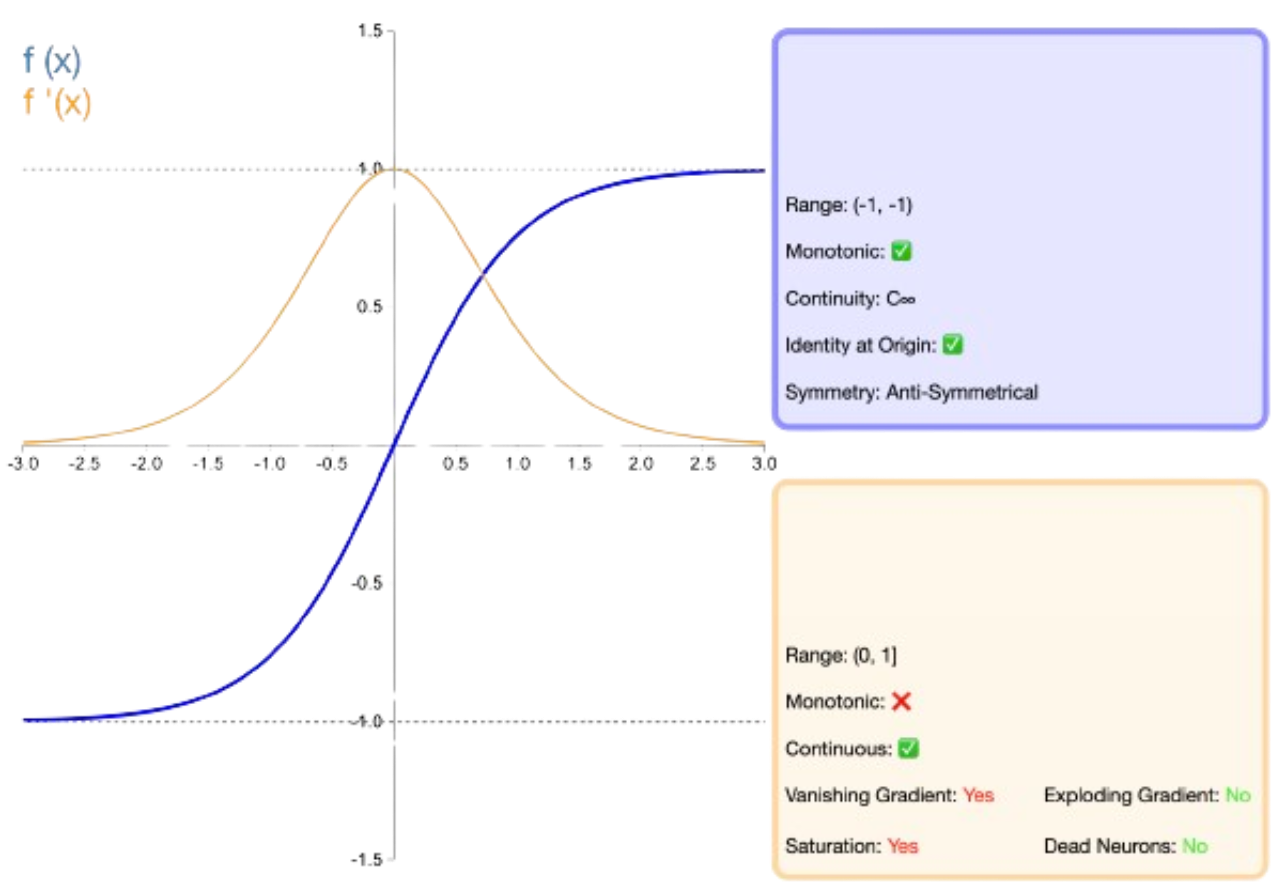 f (x)
f '(x)
1.5
1.0
0.5
-3.0 -2.5 -2.0 -1.5 -1.0 -0.5 0.5 1.0 1.5 2.0 2.5 3.0
-0.5
-1.0
-1.5
Range: (-1, -1)
Monotonic: ✅
Continuity: C∞
Identity at Origin: ✅
Symmetry: Anti-Symmetrical
Range: (0, 1]
Monotonic: ❌
Continuous: ✅
Vanishing Gradient: Yes Exploding Gradient: No
Saturation: Yes Dead Neurons: No